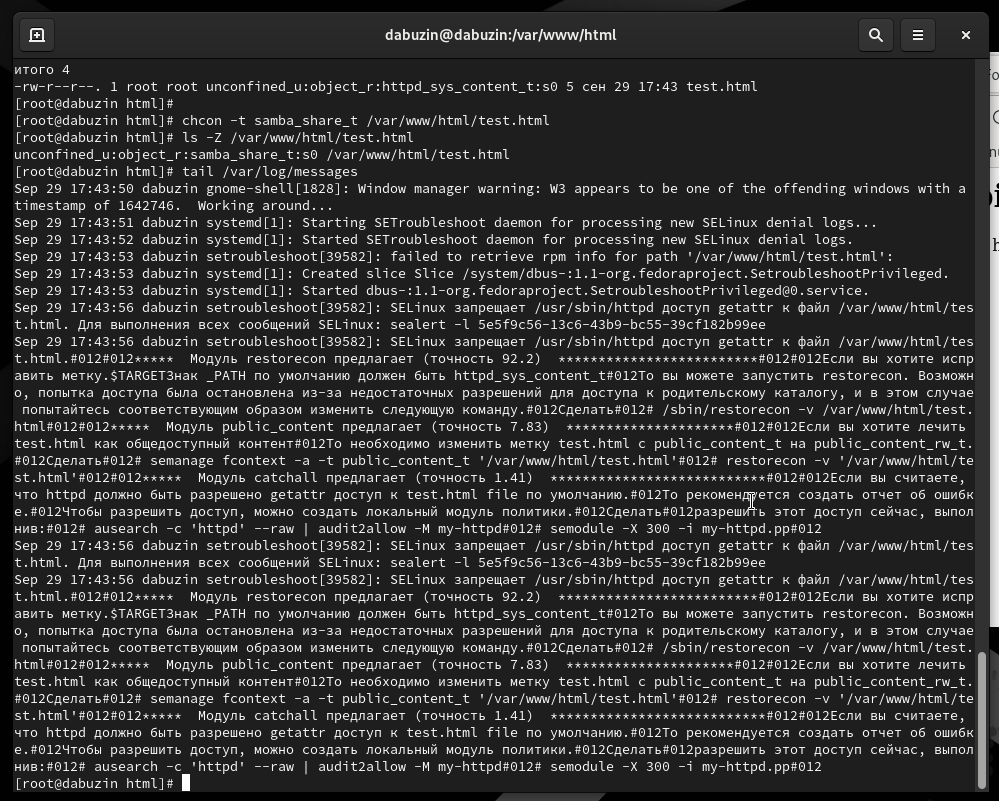 dabuzin@dabuzin:/var/www/html
итого 4
-rw-r--r--. 1 root root unconfined_u:object_r:httpd_sys_content_t:s0 5 сен 29 17:43 test.html
[root@dabuzin html]#
[root@dabuzin html]# chcon -t samba_share_t /var/www/html/test.html
[root@dabuzin html]# ls -Z /var/www/html/test.html
unconfined_u:object_r:samba_share_t:s0 /var/www/html/test.html
[root@dabuzin html]# tail /var/log/messages
Sep 29 17:43:50 dabuzin gnome-shell[1828]: Window manager warning: W3 appears to be one of the offending windows with a
timestamp of 1642746.  Working around...
Sep 29 17:43:51 dabuzin systemd[1]: Starting SETroubleshoot daemon for processing new SELinux denial logs...
Sep 29 17:43:52 dabuzin systemd[1]: Started SETroubleshoot daemon for processing new SELinux denial logs.
Sep 29 17:43:53 dabuzin setroubleshoot[39582]: failed to retrieve rpm info for path '/var/www/html/test.html':
Sep 29 17:43:53 dabuzin systemd[1]: Created slice Slice /system/dbus-:1.1-org.fedoraproject.SetroubleshootPrivileged.
Sep 29 17:43:53 dabuzin systemd[1]: Started dbus-:1.1-org.fedoraproject.SetroubleshootPrivileged@0.service.
Sep 29 17:43:56 dabuzin setroubleshoot[39582]: SELinux запрещает /usr/sbin/httpd доступ getattr к файл /var/www/html/tes
t.html. Для выполнения всех сообщений SELinux: sealert -l 5e5f9c56-13c6-43b9-bc55-39cf182b99ee
Sep 29 17:43:56 dabuzin setroubleshoot[39582]: SELinux запрещает /usr/sbin/httpd доступ getattr к файл /var/www/html/tes
t.html.#012#012*****  Модуль restorecon предлагает (точность 92.2)  *************************#012#012Если вы хотите испр
авить метку.$TARGETЗнак _PATH по умолчанию должен быть httpd_sys_content_t#012То вы можете запустить restorecon. Возможн
о, попытка доступа была остановлена из-за недостаточных разрешений для доступа к родительскому каталогу, и в этом случае
 попытайтесь соответствующим образом изменить следующую команду.#012Сделать#012# /sbin/restorecon -v /var/www/html/test.
html#012#012*****  Модуль public_content предлагает (точность 7.83)  *********************#012#012Если вы хотите лечить
test.html как общедоступный контент#012То необходимо изменить метку test.html с public_content_t на public_content_rw_t.
#012Сделать#012# semanage fcontext -a -t public_content_t '/var/www/html/test.html'#012# restorecon -v '/var/www/html/te
st.html'#012#012*****  Модуль catchall предлагает (точность 1.41)  ***************************#012#012Если вы считаете,
что httpd должно быть разрешено getattr доступ к test.html file по умолчанию.#012То рекомендуется создать отчет об ошибк
е.#012Чтобы разрешить доступ, можно создать локальный модуль политики.#012Сделать#012разрешить этот доступ сейчас, выпол
нив:#012# ausearch -c 'httpd' --raw | audit2allow -M my-httpd#012# semodule -X 300 -i my-httpd.pp#012
Sep 29 17:43:56 dabuzin setroubleshoot[39582]: SELinux запрещает /usr/sbin/httpd доступ getattr к файл /var/www/html/tes
t.html. Для выполнения всех сообщений SELinux: sealert -l 5e5f9c56-13c6-43b9-bc55-39cf182b99ee
Sep 29 17:43:56 dabuzin setroubleshoot[39582]: SELinux запрещает /usr/sbin/httpd доступ getattr к файл /var/www/html/tes
t.html.#012#012*****  Модуль restorecon предлагает (точность 92.2)  *************************#012#012Если вы хотите испр
авить метку.$TARGETЗнак _PATH по умолчанию должен быть httpd_sys_content_t#012То вы можете запустить restorecon. Возможн
о, попытка доступа была остановлена из-за недостаточных разрешений для доступа к родительскому каталогу, и в этом случае
 попытайтесь соответствующим образом изменить следующую команду.#012Сделать#012# /sbin/restorecon -v /var/www/html/test.
html#012#012*****  Модуль public_content предлагает (точность 7.83)  *********************#012#012Если вы хотите лечить
test.html как общедоступный контент#012То необходимо изменить метку test.html с public_content_t на public_content_rw_t.
#012Сделать#012# semanage fcontext -a -t public_content_t '/var/www/html/test.html'#012# restorecon -v '/var/www/html/te
st.html'#012#012*****  Модуль catchall предлагает (точность 1.41)  ***************************#012#012Если вы считаете,
что httpd должно быть разрешено getattr доступ к test.html file по умолчанию.#012То рекомендуется создать отчет об ошибк
е.#012Чтобы разрешить доступ, можно создать локальный модуль политики.#012Сделать#012разрешить этот доступ сейчас, выпол
нив:#012# ausearch -c 'httpd' --raw | audit2allow -M my-httpd#012# semodule -X 300 -i my-httpd.pp#012
[root@dabuzin html]#